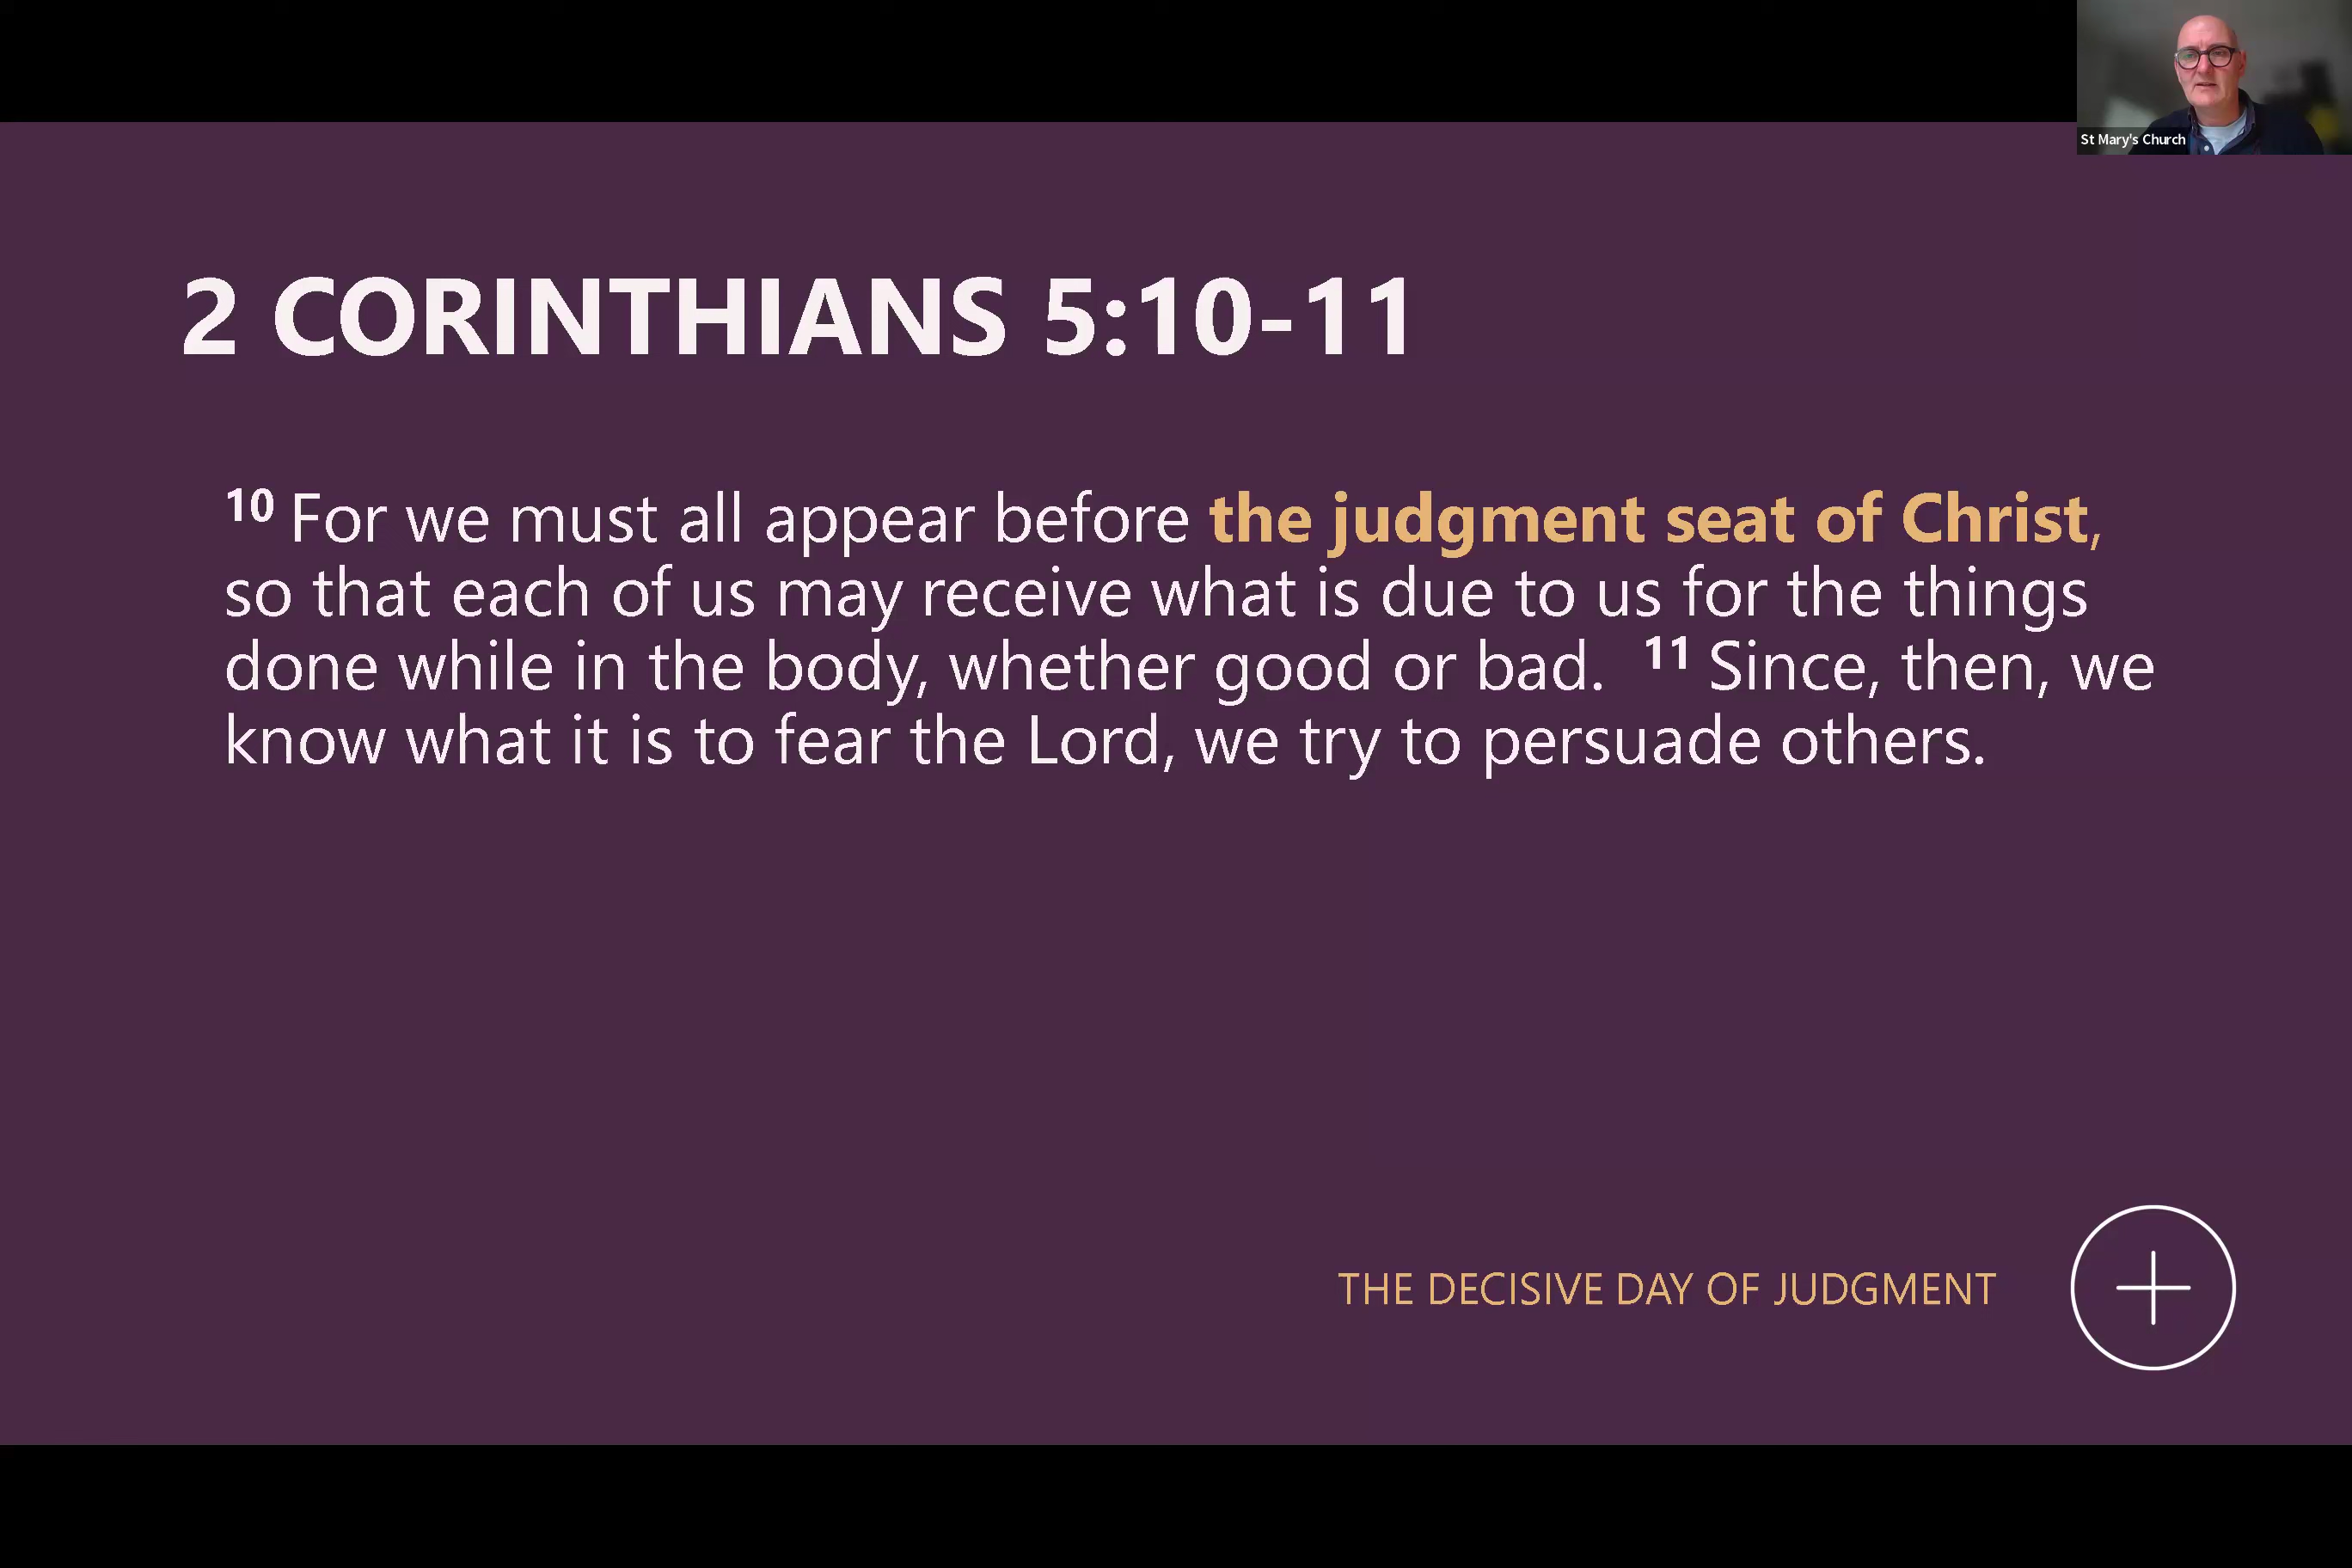 St Mary's Church
2 CORINTHIANS 5:10-11
10 For we must all appear before the judgment seat of Christ,
so that each of us may receive what is due to us for the things
done while in the body, whether good or bad. 11 Since, then, we
know what it is to fear the Lord, we try to persuade others.
THE DECISIVE DAY OF JUDGMENT